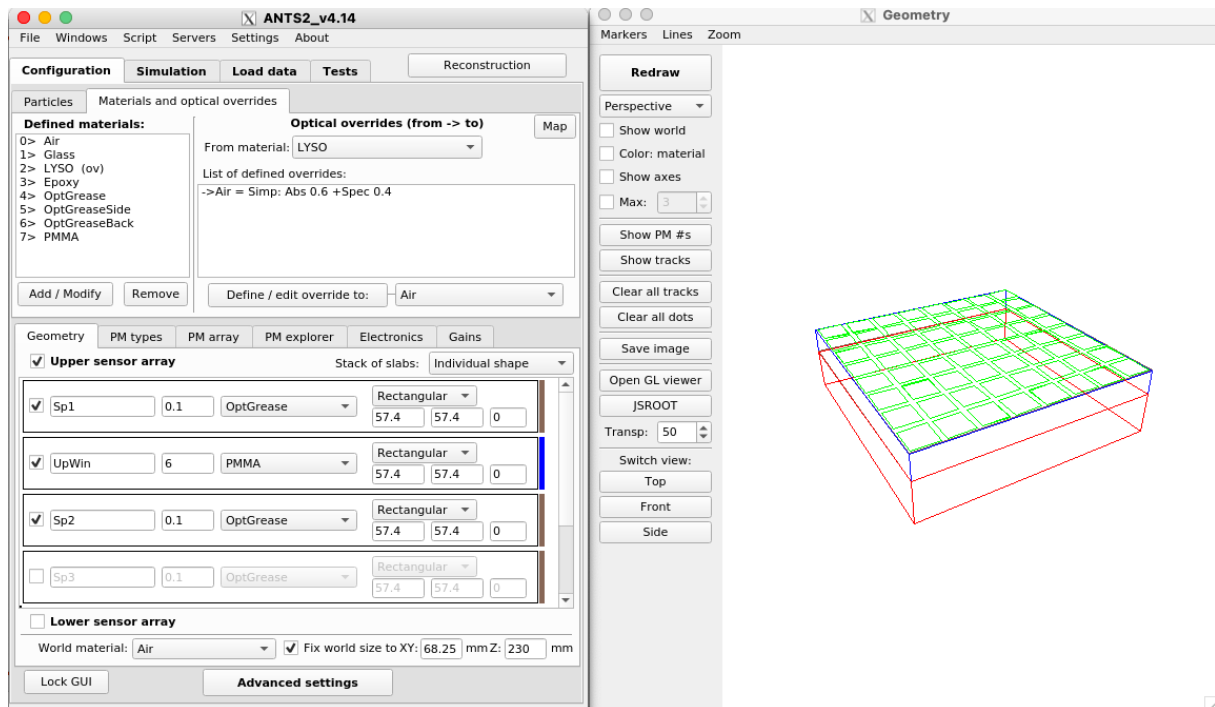 ANTS2_v4.14
File Windows Script Servers Settings About
Configuration Simulation Load data Tests Reconstruction
Particles Materials and optical overrides
Defined materials:
0> Air
1> Glass
2> LYSO (ov)
3> Epoxy
4> OptGrease
5> OptGreaseSide
6> OptGreaseBack
7> PMMA
Add / Modify Remove
Optical overrides (from -> to) Map
From material: LYSO
List of defined overrides:
->Air = Simp: Abs 0.6 +Spec 0.4
Define / edit override to: Air
Geometry PM types PM array PM explorer Electronics Gains
Upper sensor array Stack of slabs: Individual shape
Rectangular
Sp1 0.1 OptGrease 57.4 57.4 0
Rectangular
UpWin 6 PMMA 57.4 57.4 0
Rectangular
Sp2 0.1 OptGrease 57.4 57.4 0
Rectangular
Sp3 0.1 OptGrease 57.4 57.4 0
Lower sensor array
World material: Air Fix world size to XY: 68.25 mm Z: 230 mm
Lock GUI Advanced settings
Geometry
Markers Lines Zoom
Redraw
Perspective
Show world
Color: material
Show axes
Max: 3
Show PM #s
Show tracks
Clear all tracks
Clear all dots
Save image
Open GL viewer
JSROOT
Transp: 50
Switch view:
Top
Front
Side